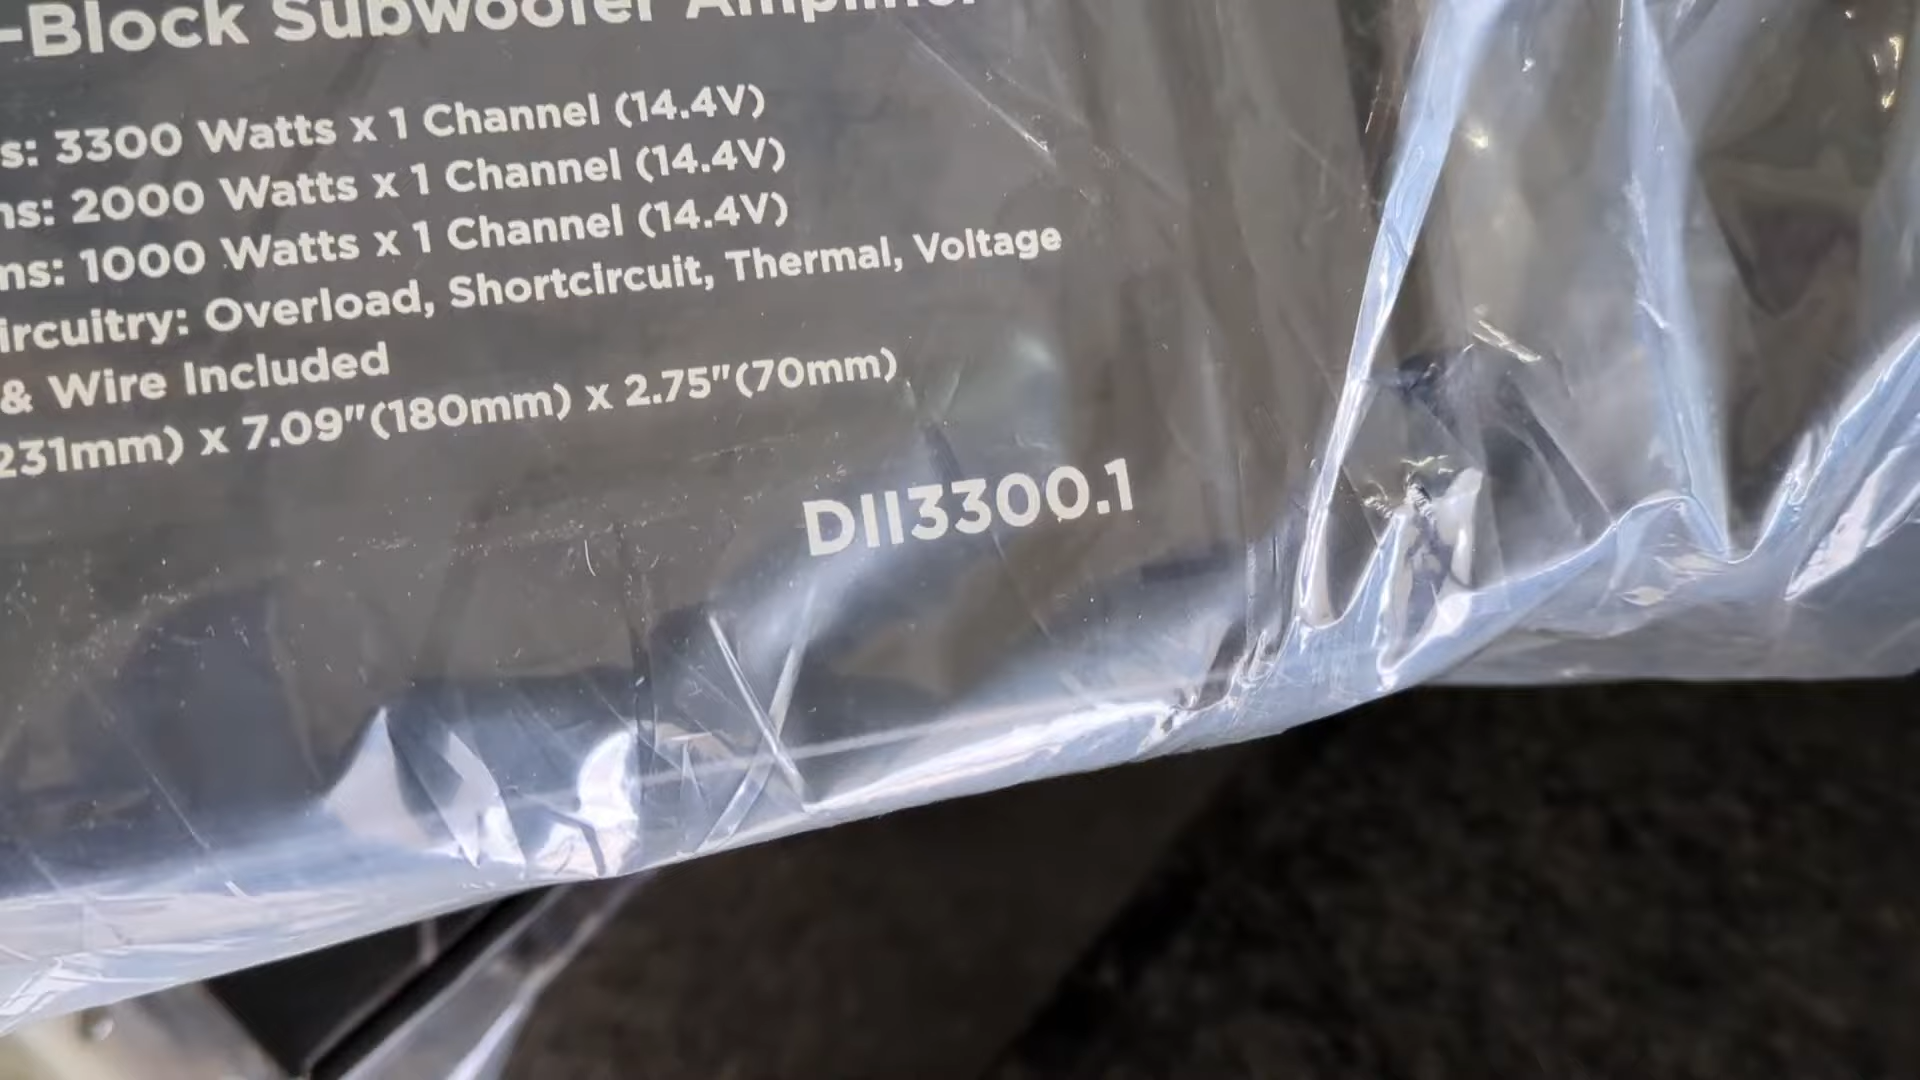 -Block Subwoofer Amplifier
s: 3300 Watts x 1 Channel (14.4V)
ns: 2000 Watts x 1 Channel (14.4V)
ms: 1000 Watts x 1 Channel (14.4V)
ircuitry: Overload, Shortcircuit, Thermal, Voltage
& Wire Included
231mm) x 7.09"(180mm) x 2.75"(70mm)
DII3300.1